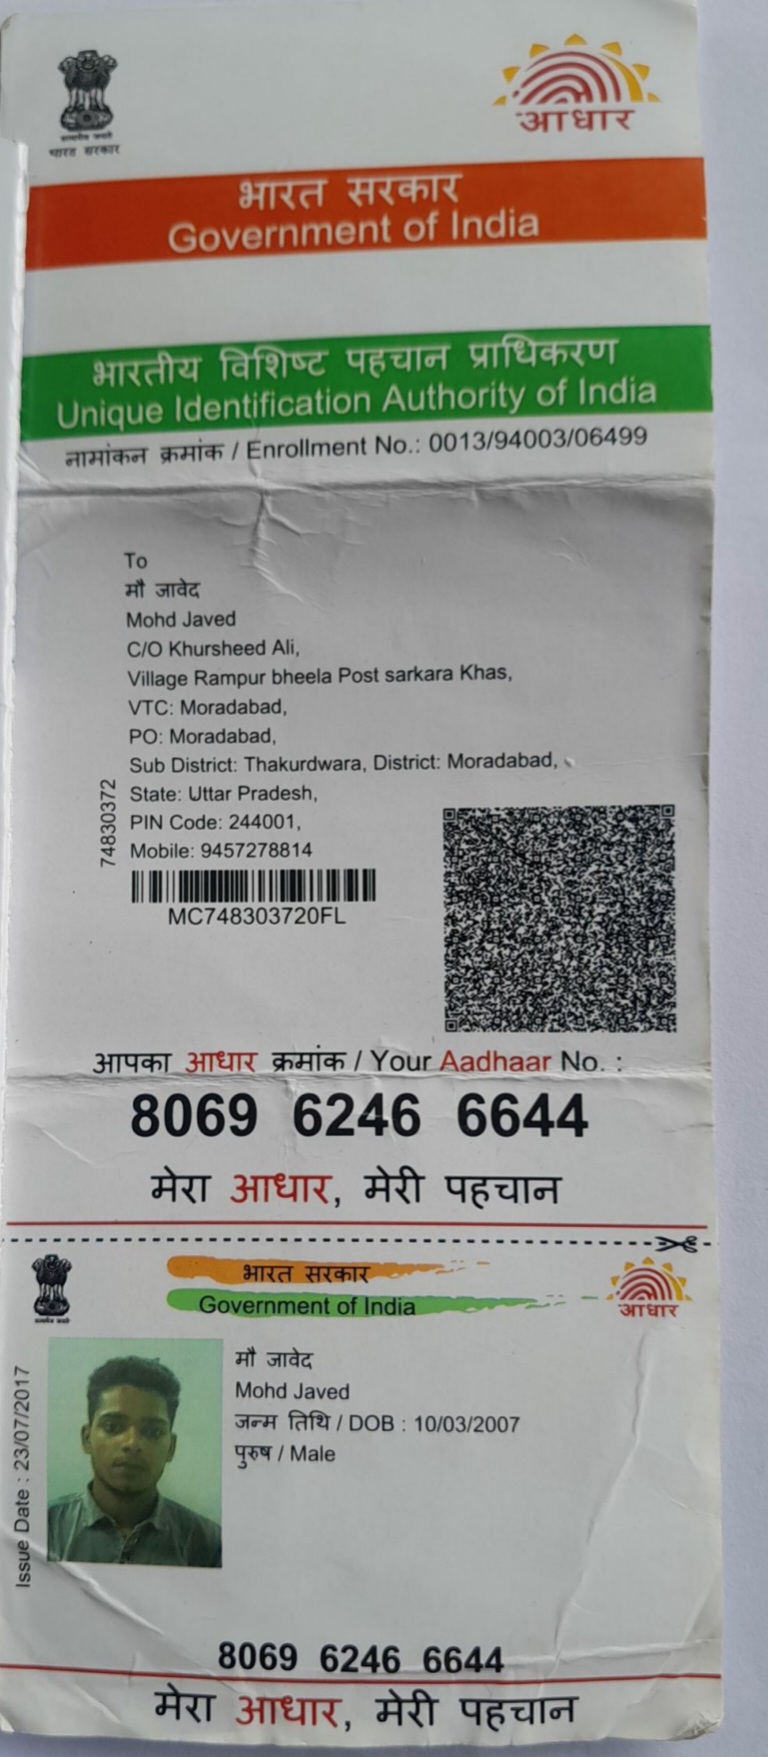 भारत सरकार
आधार
भारत सरकार
Government of India
भारतीय विशिष्ट पहचान प्राधिकरण
Unique Identification Authority of India
नामांकन क्रमांक / Enrollment No.: 0013/94003/06499
To
मौ जावेद
Mohd Javed
C/O Khursheed Ali,
Village Rampur bheela Post sarkara Khas,
VTC: Moradabad,
PO: Moradabad,
Sub District: Thakurdwara, District: Moradabad,
State: Uttar Pradesh,
PIN Code: 244001,
Mobile: 9457278814
74830372
MC748303720FL
आपका आधार क्रमांक / Your Aadhaar No. :
8069 6246 6644
मेरा आधार, मेरी पहचान
भारत सरकार
Government of India
आधार
मौ जावेद
Mohd Javed
जन्म तिथि / DOB : 10/03/2007
पुरुष / Male
Issue Date : 23/07/2017
8069 6246 6644
मेरा आधार, मेरी पहचान